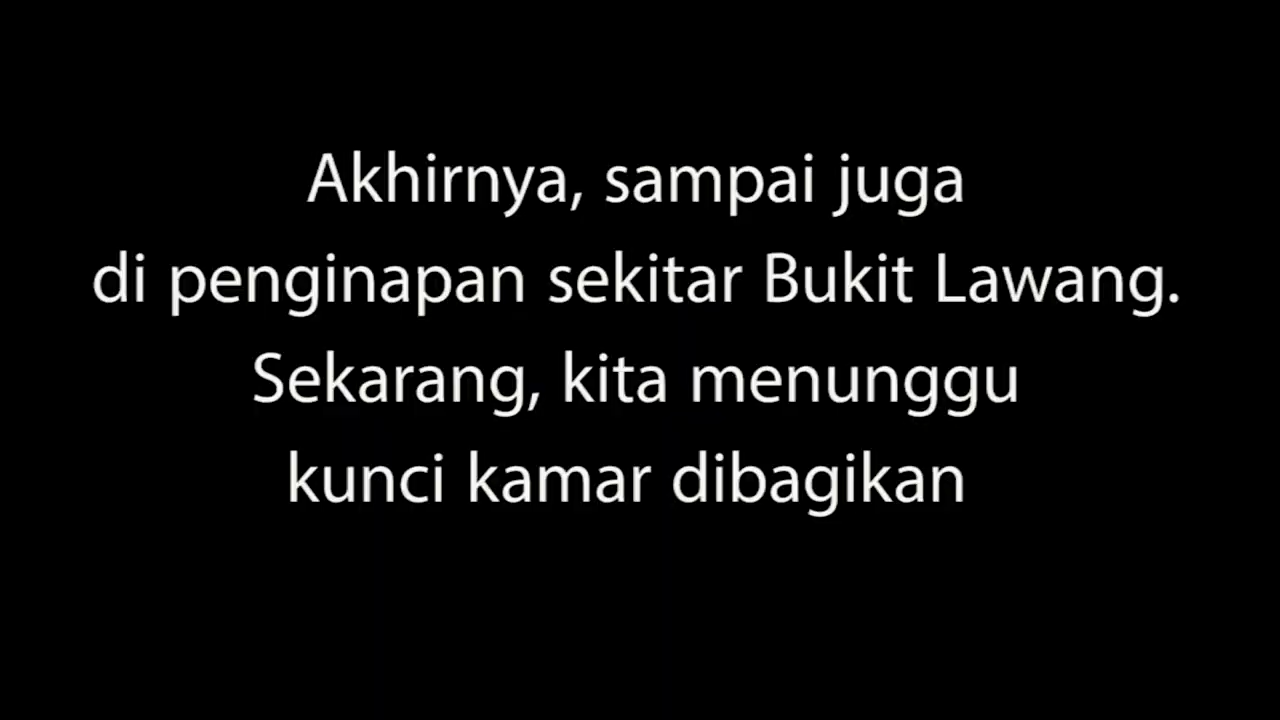 Akhirnya, sampai juga
di penginapan sekitar Bukit Lawang.
Sekarang, kita menunggu
kunci kamar dibagikan